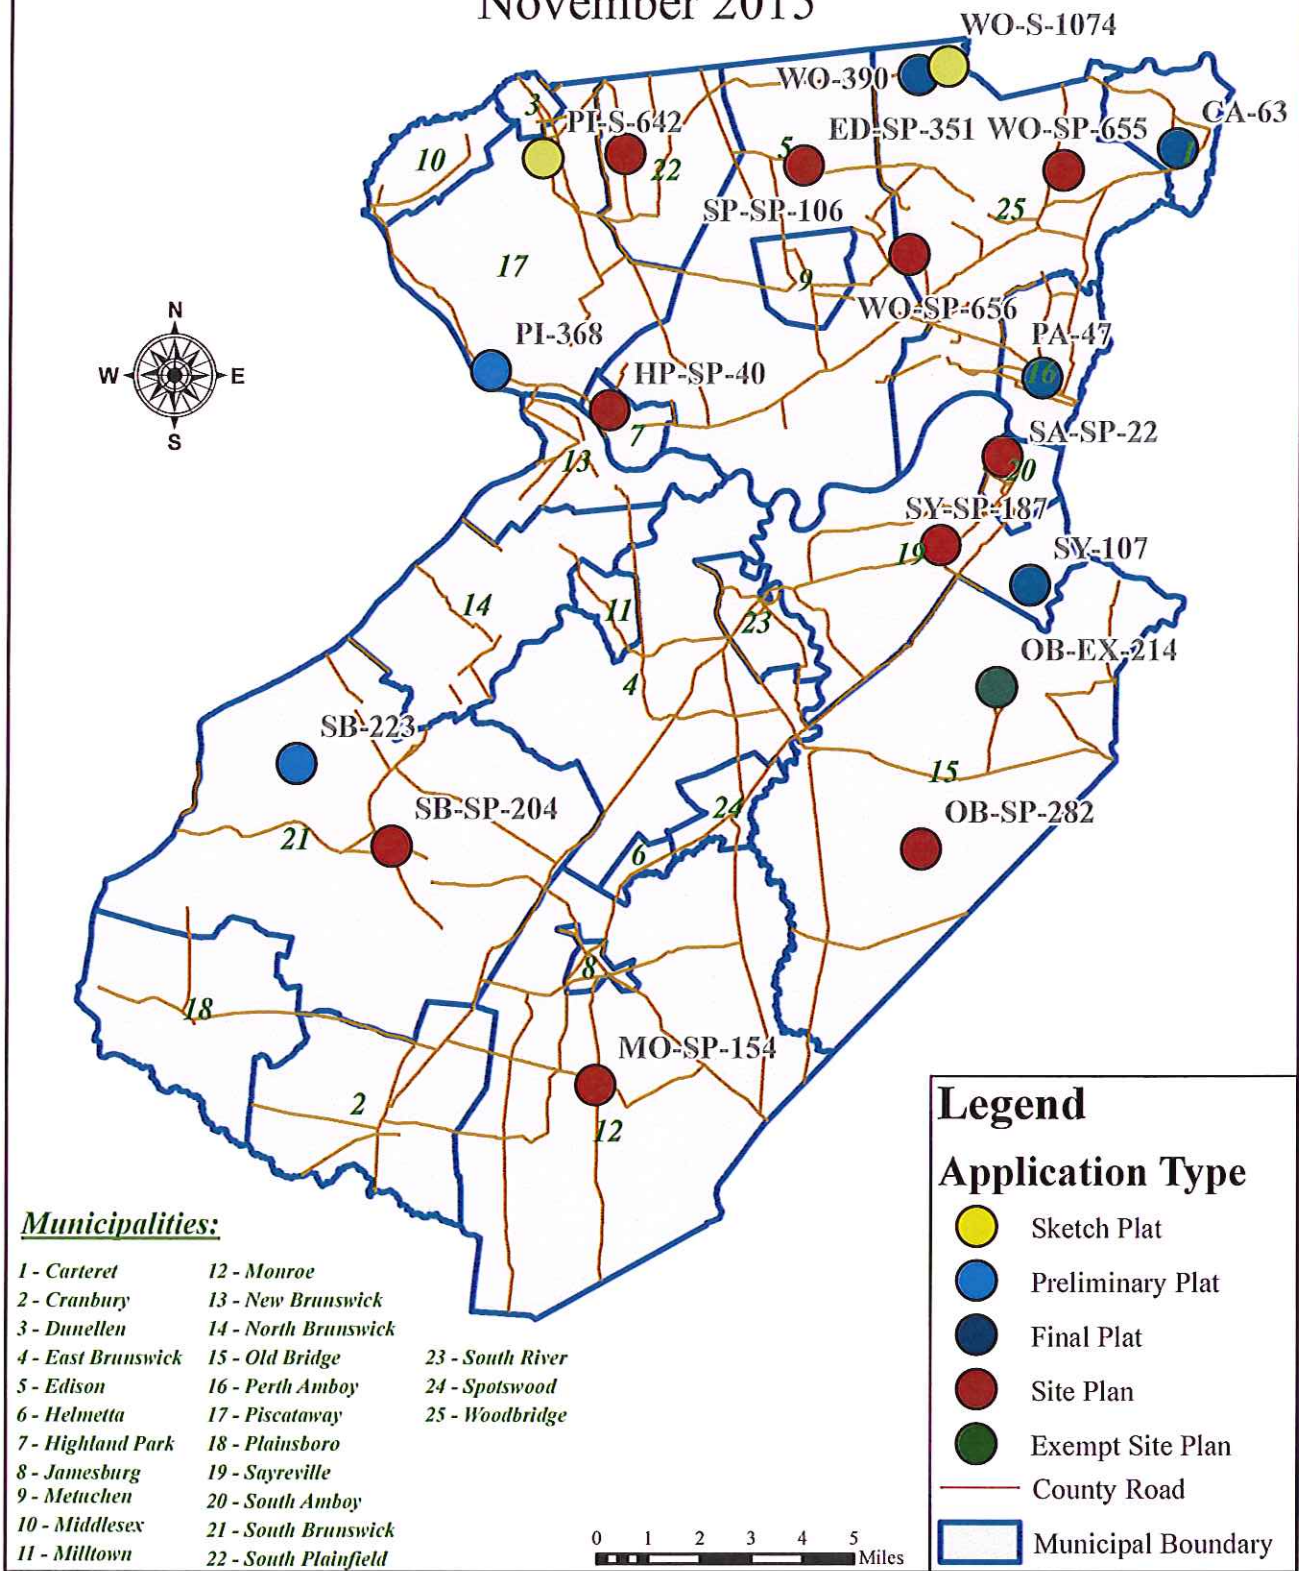 November 2015
WO-S-1074
WO-390
CA-63
PI-S-642
ED-SP-351
WO-SP-655
3
5
1
10
22
25
SP-SP-106
17
9
WO-SP-656
N
PI-368
PA-47
W
E
HP-SP-40
16
S
7
SA-SP-22
13
20
SY-SP-187
19
SY-107
14
11
23
OB-EX-214
4
SB-223
15
SB-SP-204
24
OB-SP-282
21
6
8
18
MO-SP-154
2
12
Legend
Application Type
Sketch Plat
Preliminary Plat
Final Plat
Site Plan
Exempt Site Plan
County Road
Municipal Boundary
Municipalities:
1 - Carteret
2 - Cranbury
3 - Dunellen
4 - East Brunswick
5 - Edison
6 - Helmetta
7 - Highland Park
8 - Jamesburg
9 - Metuchen
10 - Middlesex
11 - Milltown
12 - Monroe
13 - New Brunswick
14 - North Brunswick
15 - Old Bridge
16 - Perth Amboy
17 - Piscataway
18 - Plainsboro
19 - Sayreville
20 - South Amboy
21 - South Brunswick
22 - South Plainfield
23 - South River
24 - Spotswood
25 - Woodbridge
0 1 2 3 4 5
Miles